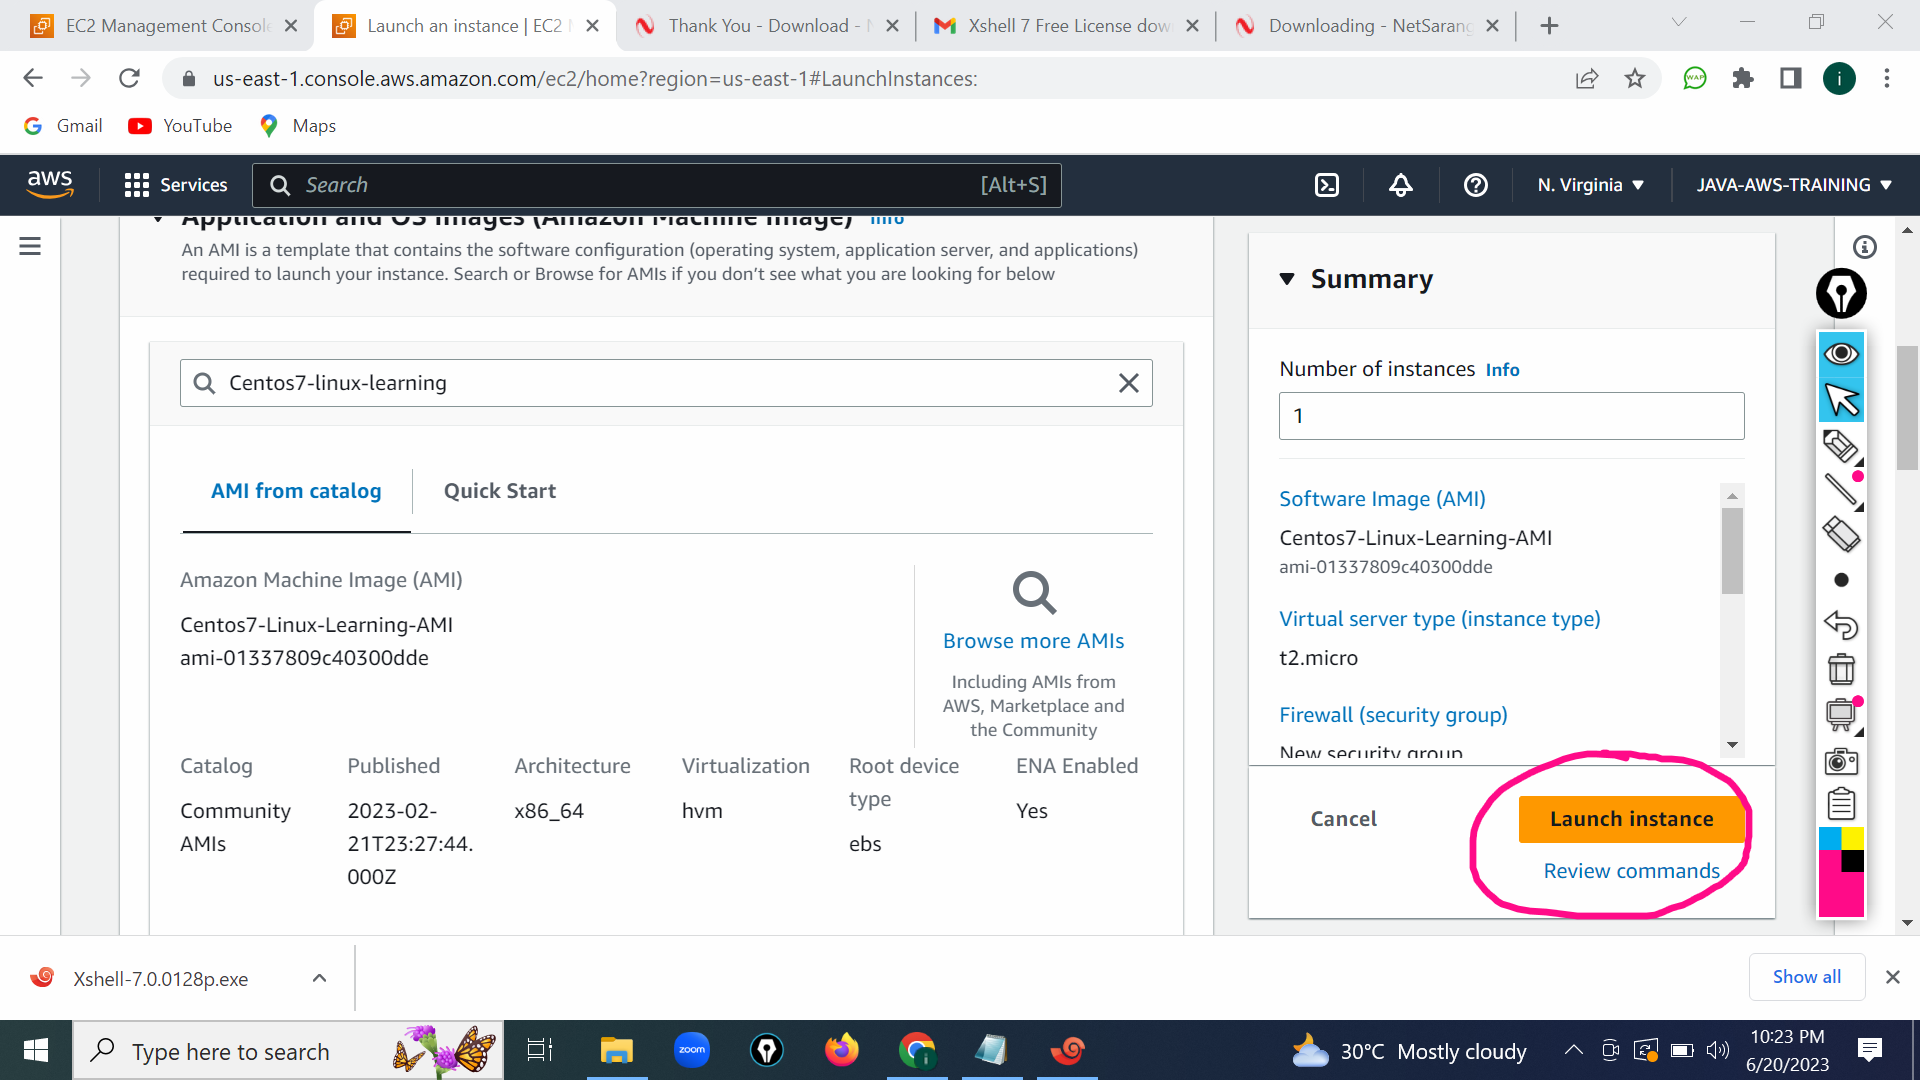 EC2 Management Console
Launch an instance | EC2
Thank You - Download -
Xshell 7 Free License dow
Downloading - NetSarang
us-east-1.console.aws.amazon.com/ec2/home?region=us-east-1#LaunchInstances:
WAP
i
Gmail
YouTube
Maps
aws
Services
Search
[Alt+S]
N. Virginia
JAVA-AWS-TRAINING
Application and OS Images (Amazon Machine Image) Info
An AMI is a template that contains the software configuration (operating system, application server, and applications)
required to launch your instance. Search or Browse for AMIs if you don’t see what you are looking for below
Centos7-linux-learning
AMI from catalog
Quick Start
Amazon Machine Image (AMI)
Centos7-Linux-Learning-AMI
ami-01337809c40300dde
Browse more AMIs
Including AMIs from
AWS, Marketplace and
the Community
Catalog
Community
AMIs
Published
2023-02-
21T23:27:44.
000Z
Architecture
x86_64
Virtualization
hvm
Root device
type
ebs
ENA Enabled
Yes
Summary
Number of instances Info
1
Software Image (AMI)
Centos7-Linux-Learning-AMI
ami-01337809c40300dde
Virtual server type (instance type)
t2.micro
Firewall (security group)
New security group
Cancel
Launch instance
Review commands
Xshell-7.0.0128p.exe
Show all
Type here to search
zoom
30°C Mostly cloudy
10:23 PM
6/20/2023